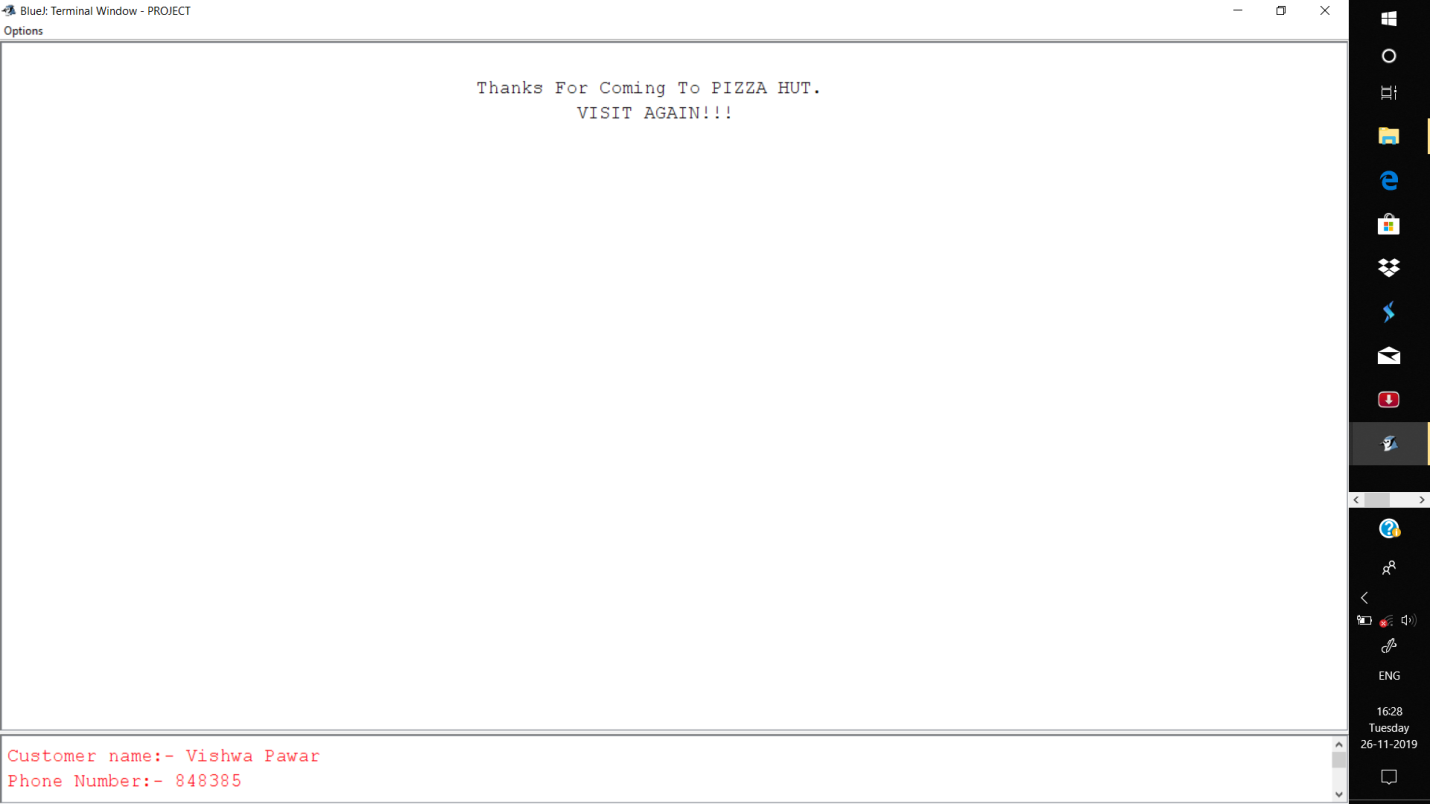 BlueJ: Terminal Window - PROJECT
Options
Thanks For Coming To PIZZA HUT.
VISIT AGAIN!!!
Customer name:- Vishwa Pawar
Phone Number:- 848385
ENG
16:28
Tuesday
26-11-2019